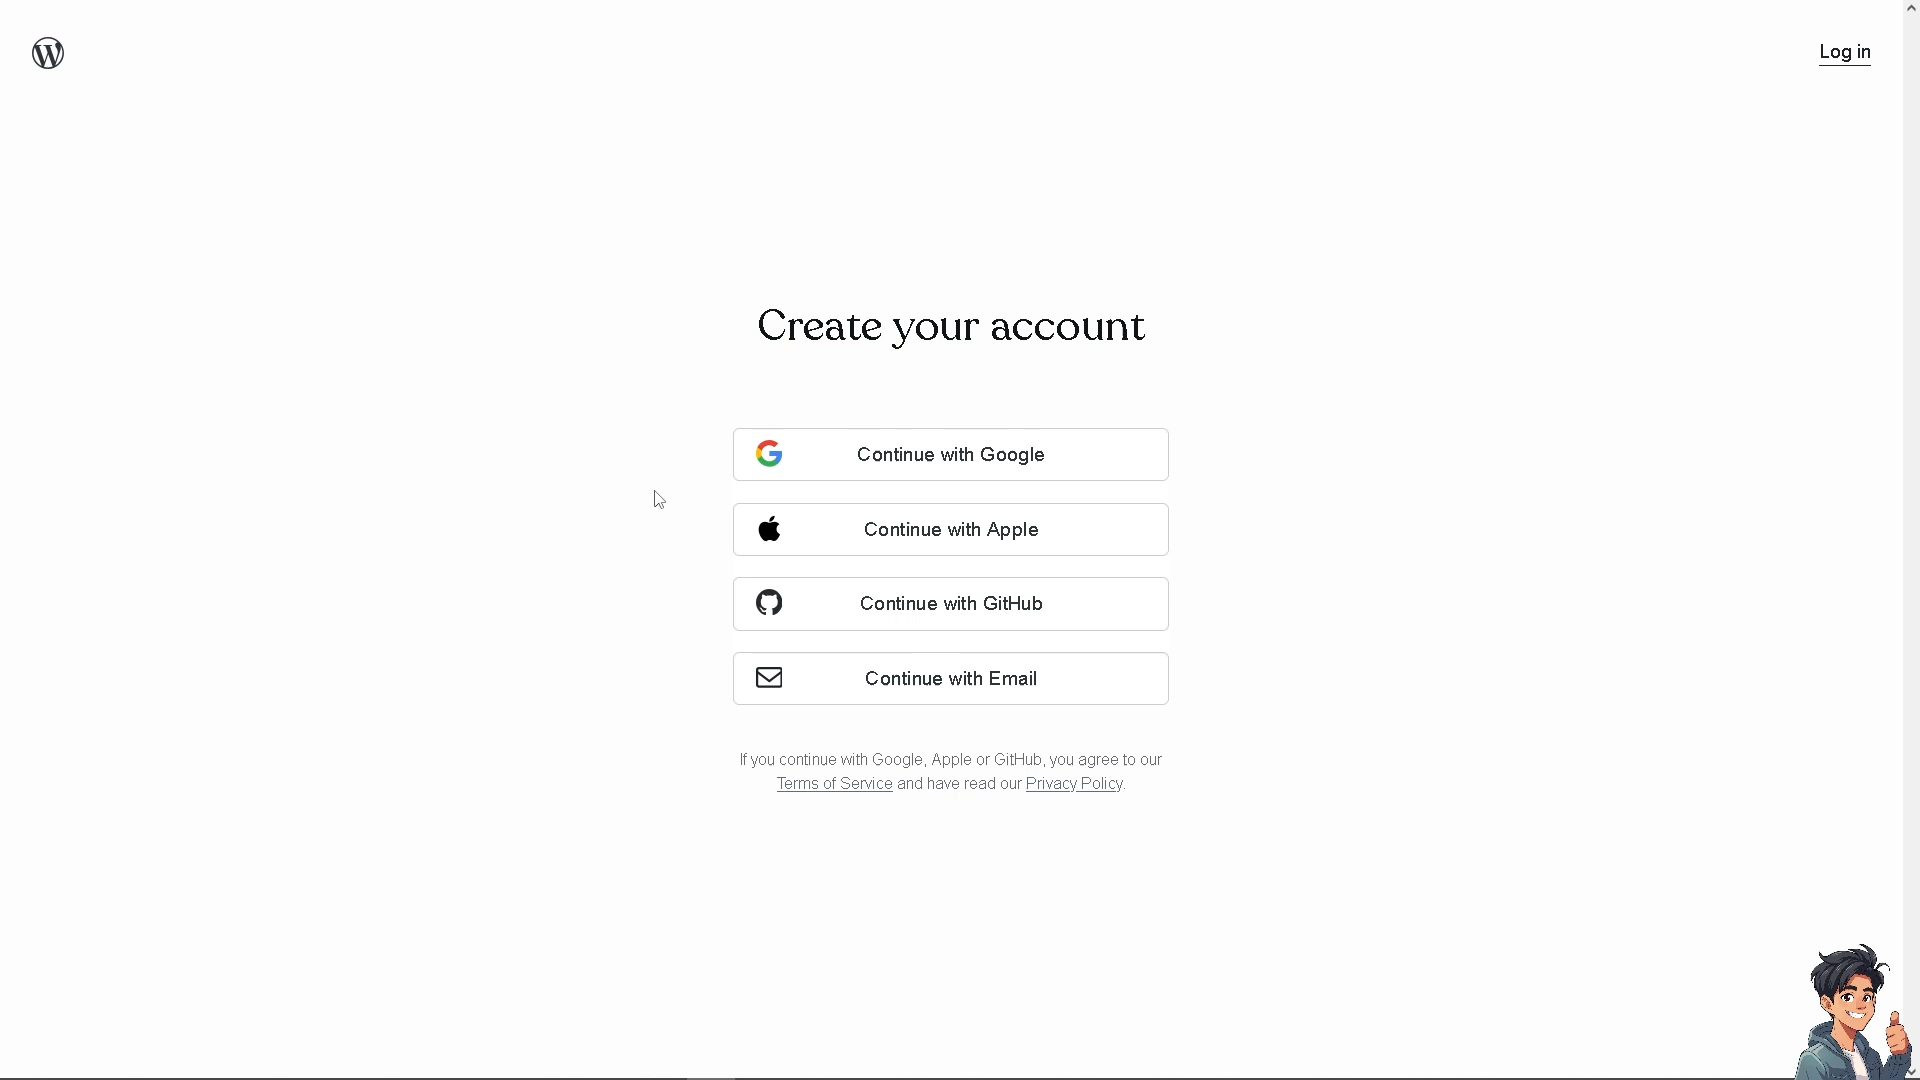 Log in
Create your account
Continue with Google
Continue with Apple
Continue with GitHub
Continue with Email
If you continue with Google, Apple or GitHub, you agree to our
Terms of Service and have read our Privacy Policy.